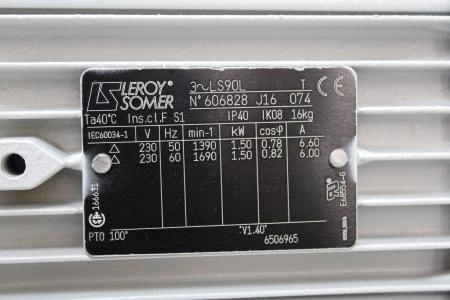 LEROY SOMER
3~LS90L T CE
N° 606828 J16 074
Ta40°C Ins.cl.F S1 IP40 IK08 16kg
IEC60034-1 V Hz min-1 kW cosφ A
△ 230 50 1390 1.50 0.78 6.60
△ 230 60 1690 1.50 0.82 6.00
166631
E68554-B
PTO 100°
"V1.40"
6506965